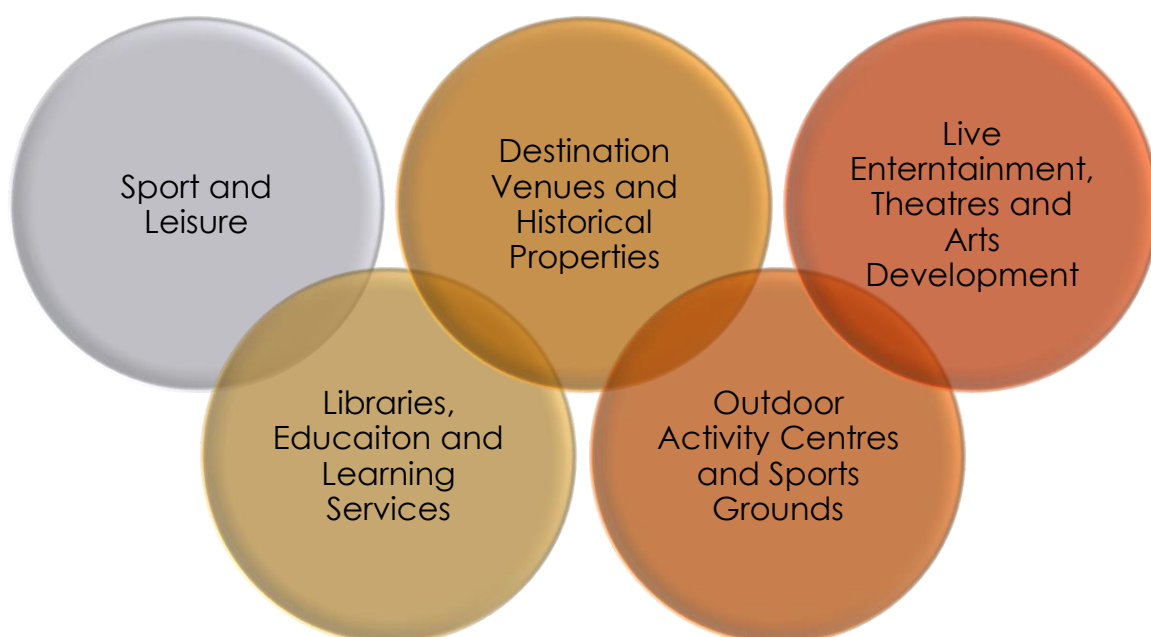 Sport and
Leisure
Destination
Venues and
Historical
Properties
Live
Enterntainment,
Theatres and
Arts
Development
Libraries,
Educaiton and
Learning
Services
Outdoor
Activity Centres
and Sports
Grounds